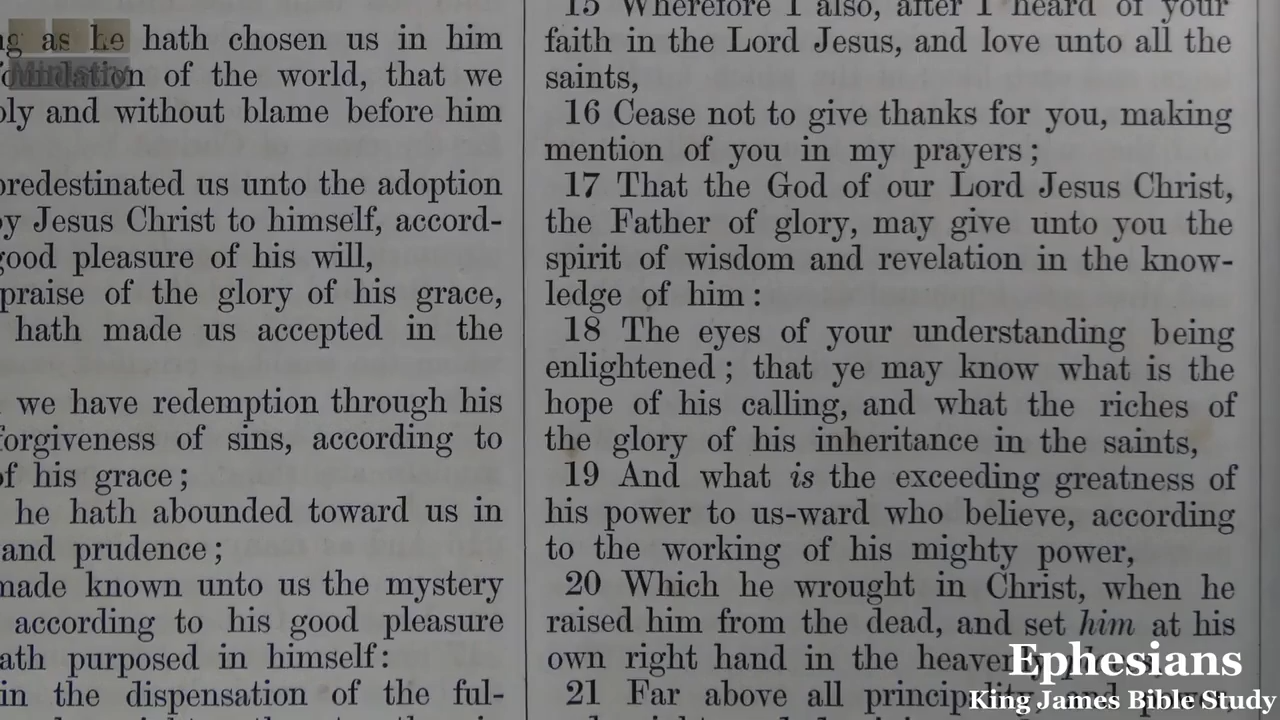 g as he hath chosen us in him
foundation of the world, that we
oly and without blame before him
predestinated us unto the adoption
by Jesus Christ to himself, accord-
good pleasure of his will,
praise of the glory of his grace,
hath made us accepted in the
we have redemption through his
forgiveness of sins, according to
of his grace;
he hath abounded toward us in
and prudence;
made known unto us the mystery
according to his good pleasure
ath purposed in himself:
in the dispensation of the ful-
15 Wherefore I also, after I heard of your
faith in the Lord Jesus, and love unto all the
saints,
16 Cease not to give thanks for you, making
mention of you in my prayers;
17 That the God of our Lord Jesus Christ,
the Father of glory, may give unto you the
spirit of wisdom and revelation in the know-
ledge of him:
18 The eyes of your understanding being
enlightened; that ye may know what is the
hope of his calling, and what the riches of
the glory of his inheritance in the saints,
19 And what is the exceeding greatness of
his power to us-ward who believe, according
to the working of his mighty power,
20 Which he wrought in Christ, when he
raised him from the dead, and set him at his
own right hand in the heavenly places,
21 Far above all principality, and power,
Ministry
Ephesians
King James Bible Study